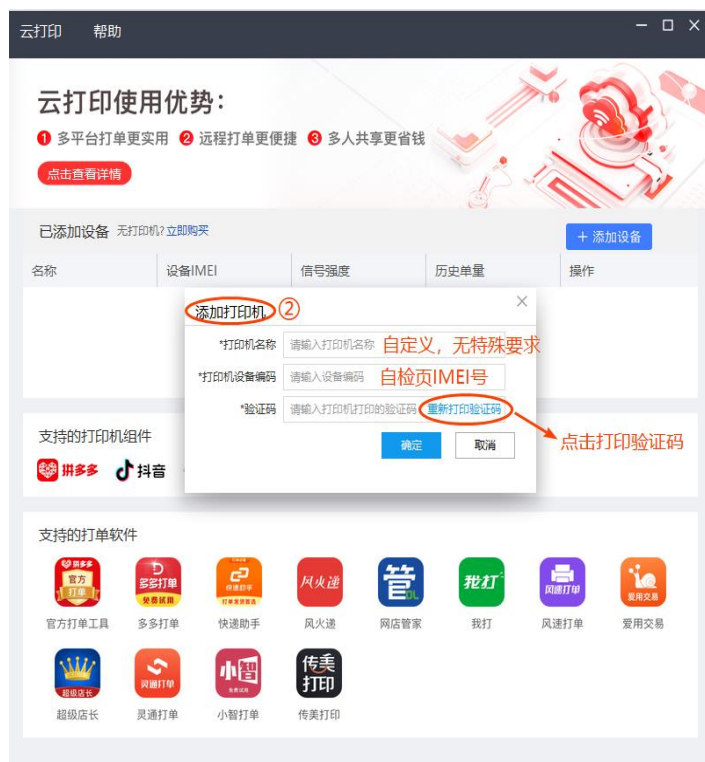 云打印 帮助
云打印使用优势：
1 多平台打单更实用 2 远程打单更便捷 3 多人共享更省钱
点击查看详情
已添加设备 无打印机?立即购买
+ 添加设备
名称 设备IMEI 信号强度 历史单量 操作
添加打印机 ②
*打印机名称 请输入打印机名称 自定义，无特殊要求
*打印机设备编码 请输入设备编码 自检页IMEI号
*验证码 请输入打印机打印的验证码 重新打印验证码
点击打印验证码
确定 取消
支持的打印机组件
拼多多 抖音
支持的打单软件
拼多多 官方 打单
D 多多打单 免费试用
快递助手 打单发货首选
风火递
管 DL
我打
风速打单
爱用交易
官方打单工具 多多打单 快递助手 风火递 网店管家 我打 风速打单 爱用交易
超级店长
灵通打单
小智 免费试用
传美 打印
超级店长 灵通打单 小智打单 传美打印